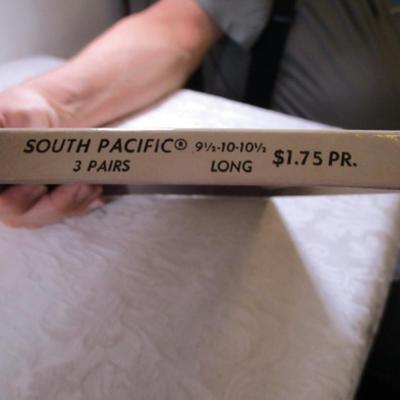 SOUTH PACIFIC® 9½-10-10½ $1.75 PR.
3 PAIRS LONG